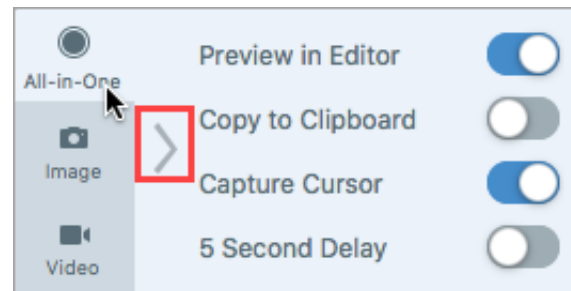 All-in-One
Image
Video
Preview in Editor
Copy to Clipboard
Capture Cursor
5 Second Delay